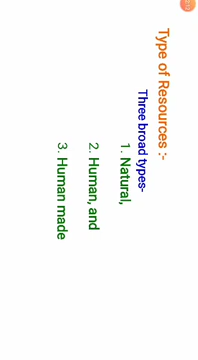 Type of Resources :-
Three broad types-
1. Natural,
2. Human, and
3. Human made